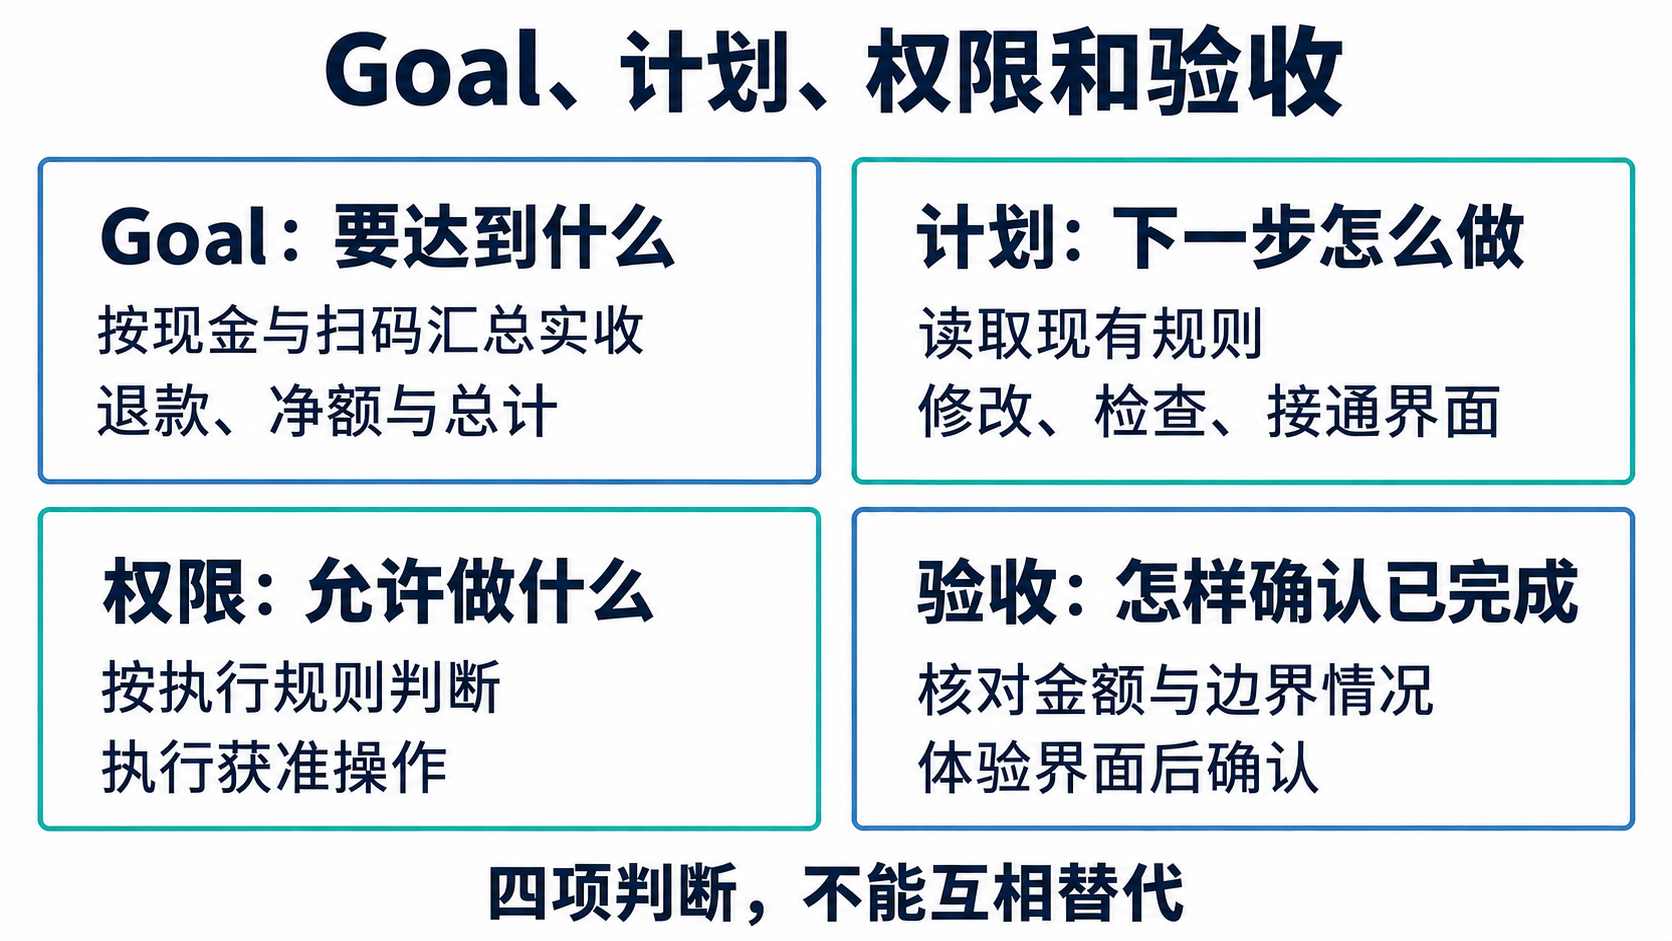 Goal、计划、权限和验收
Goal：要达到什么
按现金与扫码汇总实收
退款、净额与总计
计划：下一步怎么做
读取现有规则
修改、检查、接通界面
权限：允许做什么
按执行规则判断
执行获准操作
验收：怎样确认已完成
核对金额与边界情况
体验界面后确认
四项判断，不能互相替代